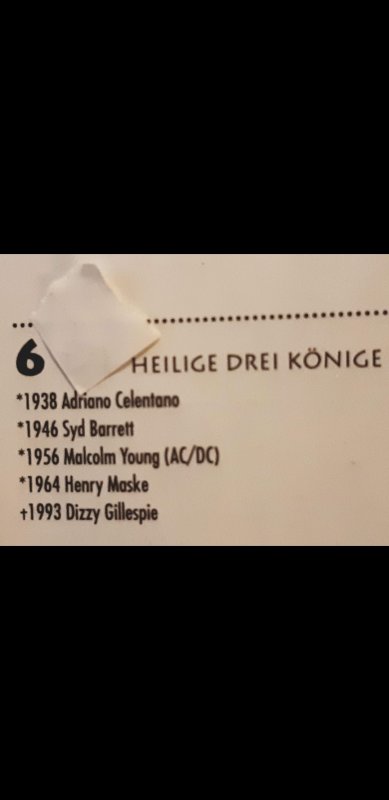 6 HEILIGE DREI KÖNIGE
*1938 Adriano Celentano
*1946 Syd Barrett
*1956 Malcolm Young (AC/DC)
*1964 Henry Maske
+1993 Dizzy Gillespie